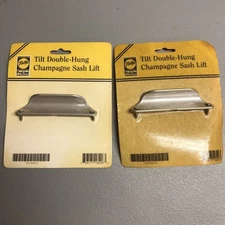 Tilt Double-Hung
Champagne Sash Lift
Tilt Double-Hung
Champagne Sash Lift